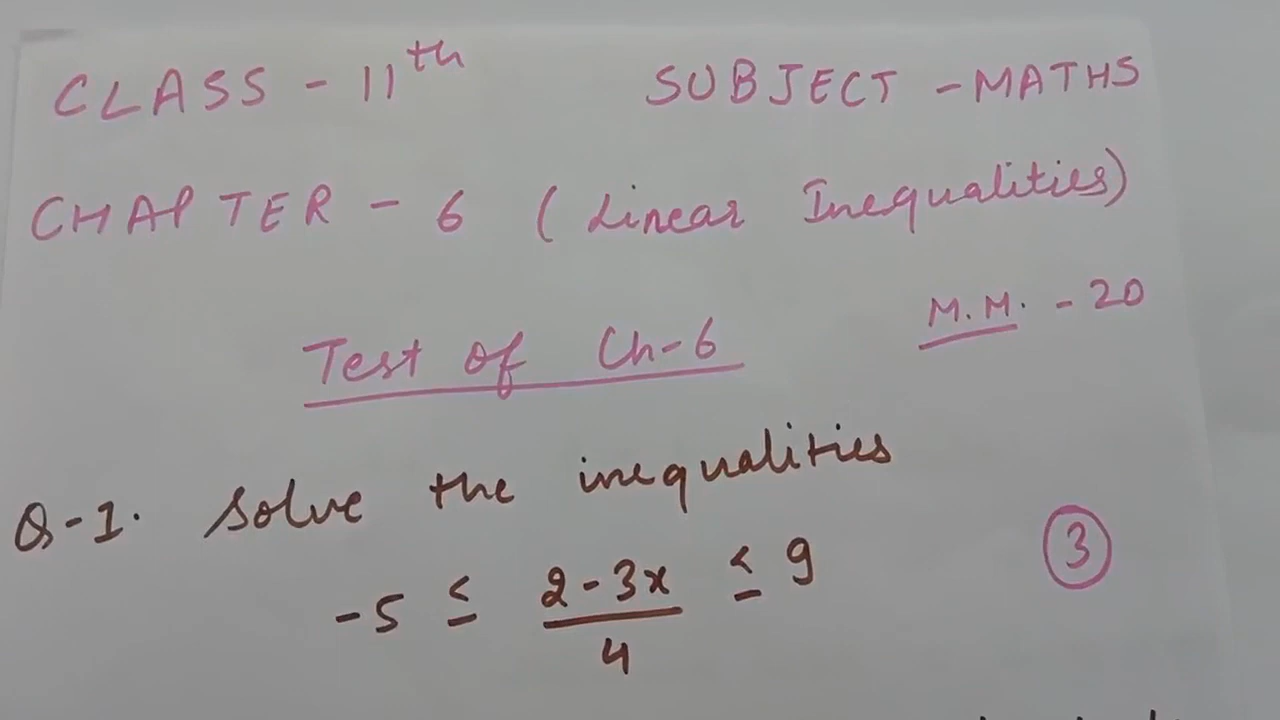 CLASS - 11th SUBJECT - MATHS
CHAPTER - 6 (Linear Inequalities)
M.M. - 20
Test of Ch-6
Q-1. Solve the inequalities
-5 ≤ (2-3x)/4 ≤ 9 (3)